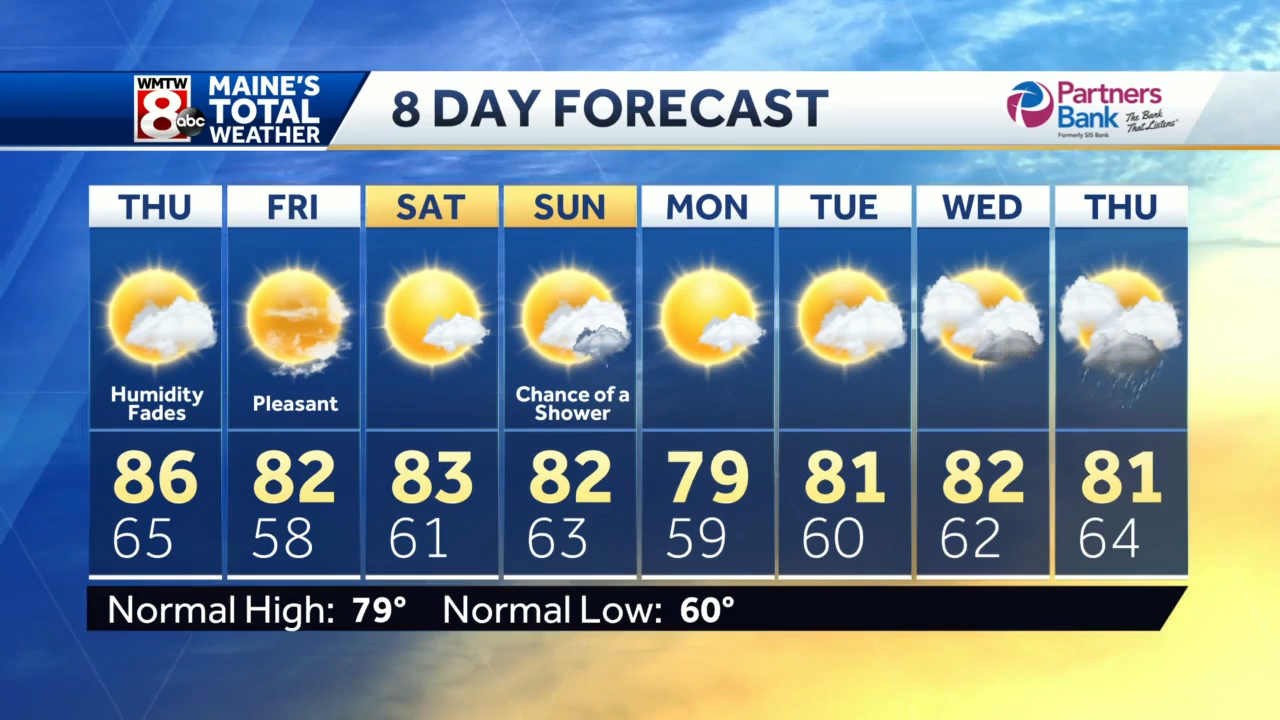 WMTW
8
abc
MAINE'S
TOTAL
WEATHER
8 DAY FORECAST
Partners
Bank
Formerly SIS Bank
The Bank
That Listens®
THU FRI SAT SUN MON TUE WED THU
Humidity
Fades
Pleasant
Chance of a
Shower
86 82 83 82 79 81 82 81
65 58 61 63 59 60 62 64
Normal High: 79° Normal Low: 60°